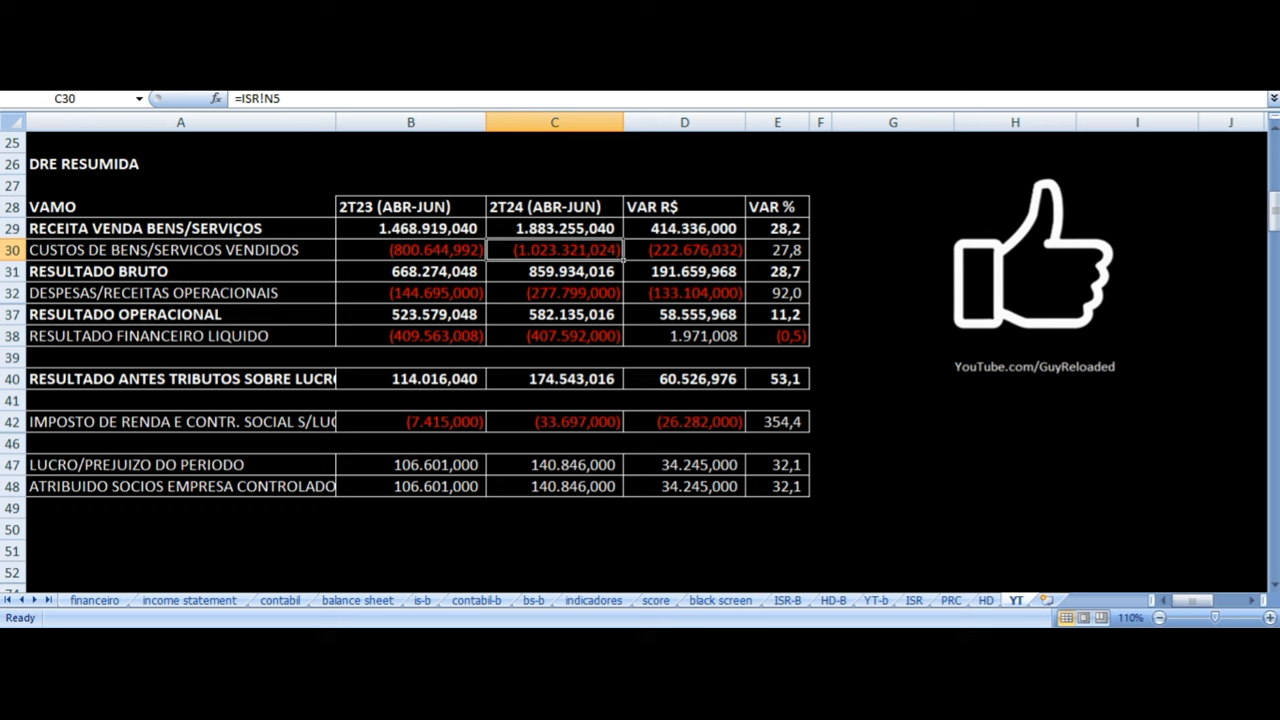 C30 fx =ISR!N5
A B C D E F G H I J
25
26 DRE RESUMIDA
27
28 VAMO 2T23 (ABR-JUN) 2T24 (ABR-JUN) VAR R$ VAR %
29 RECEITA VENDA BENS/SERVIÇOS 1.468.919,040 1.883.255,040 414.336,000 28,2
30 CUSTOS DE BENS/SERVICOS VENDIDOS (800.644,992) (1.023.321,024) (222.676,032) 27,8
31 RESULTADO BRUTO 668.274,048 859.934,016 191.659,968 28,7
32 DESPESAS/RECEITAS OPERACIONAIS (144.695,000) (277.799,000) (133.104,000) 92,0
37 RESULTADO OPERACIONAL 523.579,048 582.135,016 58.555,968 11,2
38 RESULTADO FINANCEIRO LIQUIDO (409.563,008) (407.592,000) 1.971,008 (0,5)
39
40 RESULTADO ANTES TRIBUTOS SOBRE LUCRO 114.016,040 174.543,016 60.526,976 53,1
41
42 IMPOSTO DE RENDA E CONTR. SOCIAL S/LUC (7.415,000) (33.697,000) (26.282,000) 354,4
46
47 LUCRO/PREJUIZO DO PERIODO 106.601,000 140.846,000 34.245,000 32,1
48 ATRIBUIDO SOCIOS EMPRESA CONTROLADO 106.601,000 140.846,000 34.245,000 32,1
49
50
51
52
YouTube.com/GuyReloaded
financeiro income statement contabil balance sheet is-b contabil-b bs-b indicadores score black screen ISR-B HD-B YT-b ISR PRC HD YT
Ready 110%